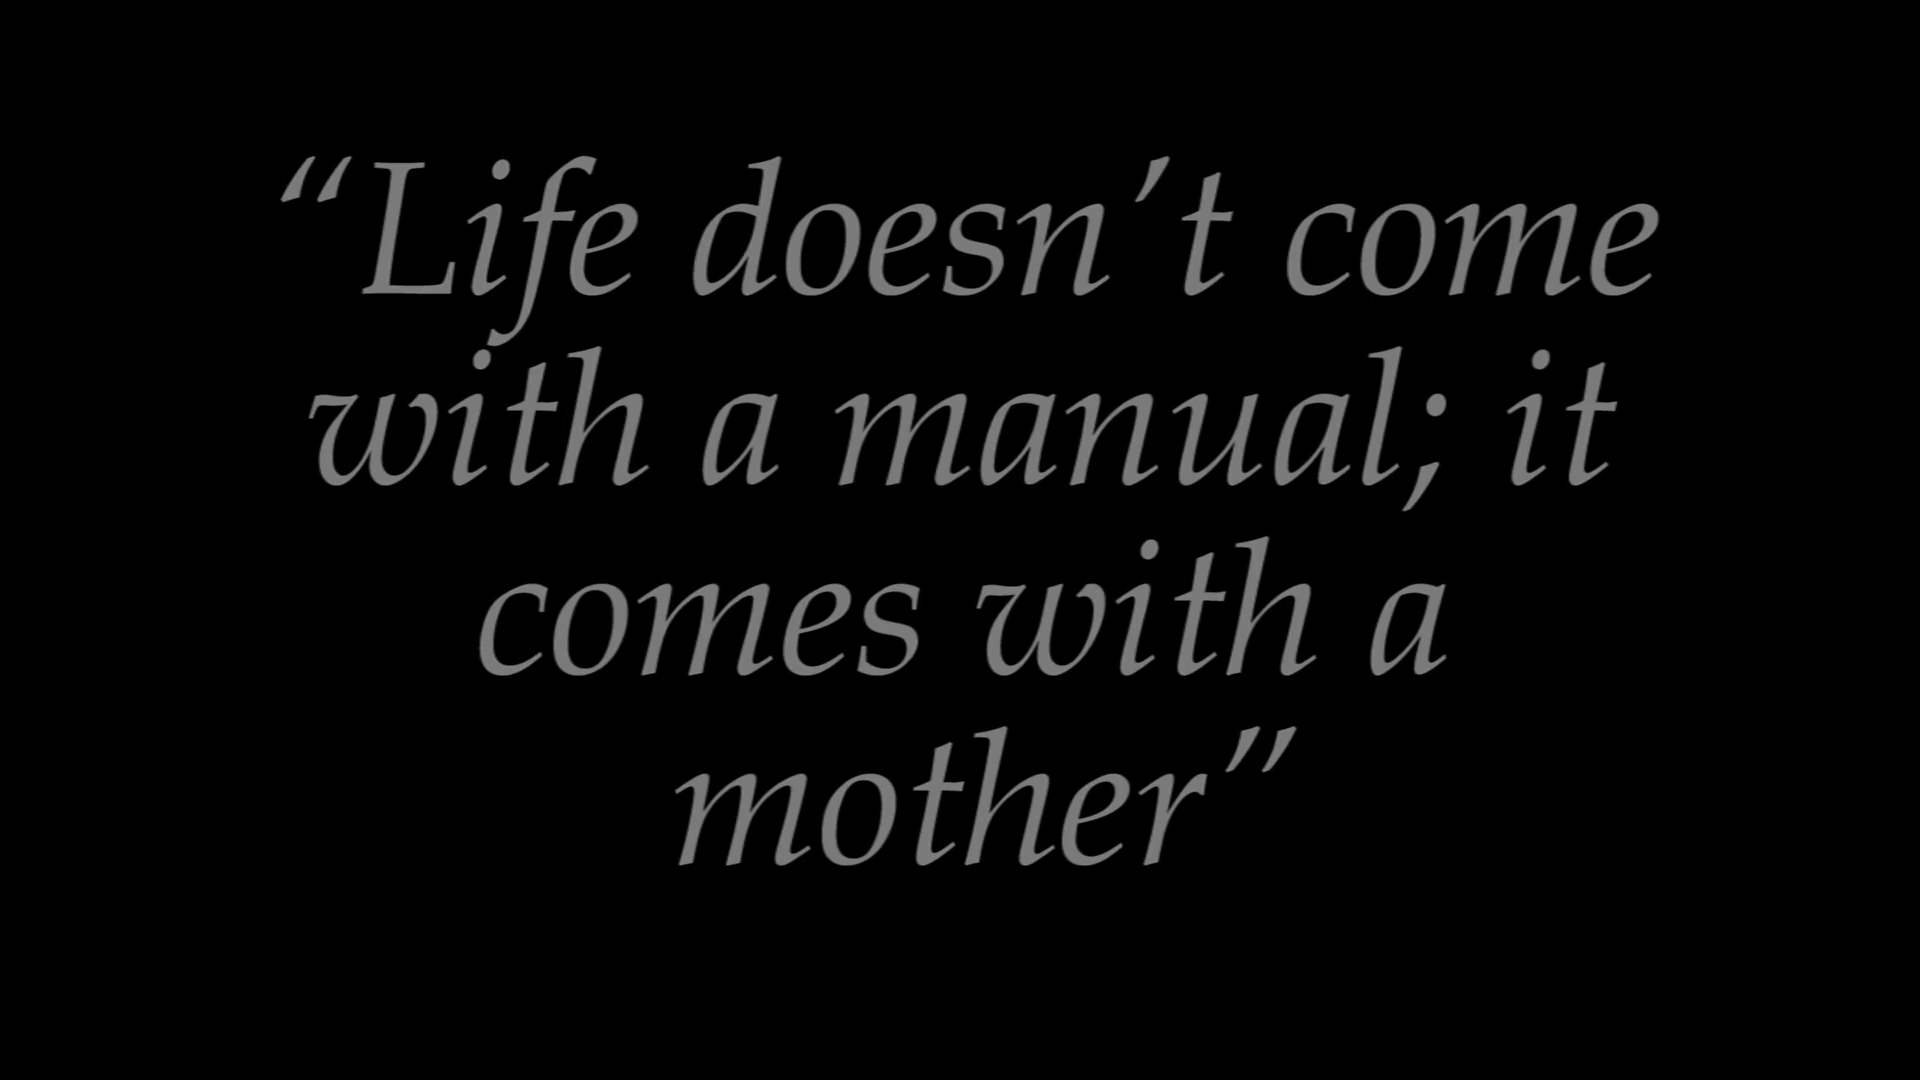 “Life doesn’t come
with a manual; it
comes with a
mother”